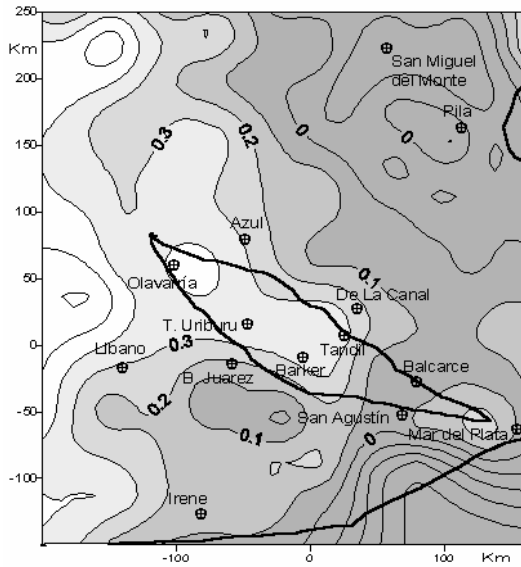 250
Km
200
150
100
50
0
-50
-100
-100
0
100
Km
San Miguel
del Monte
Pila
0
0
0.2
0.3
Azul
0.1
Olavarría
De La Canal
T. Uriburu
0.3
Tandil
Líbano
B. Juarez
Barker
Balcarce
0.2
San Agustín
Mar del Plata
0.1
0
Irene